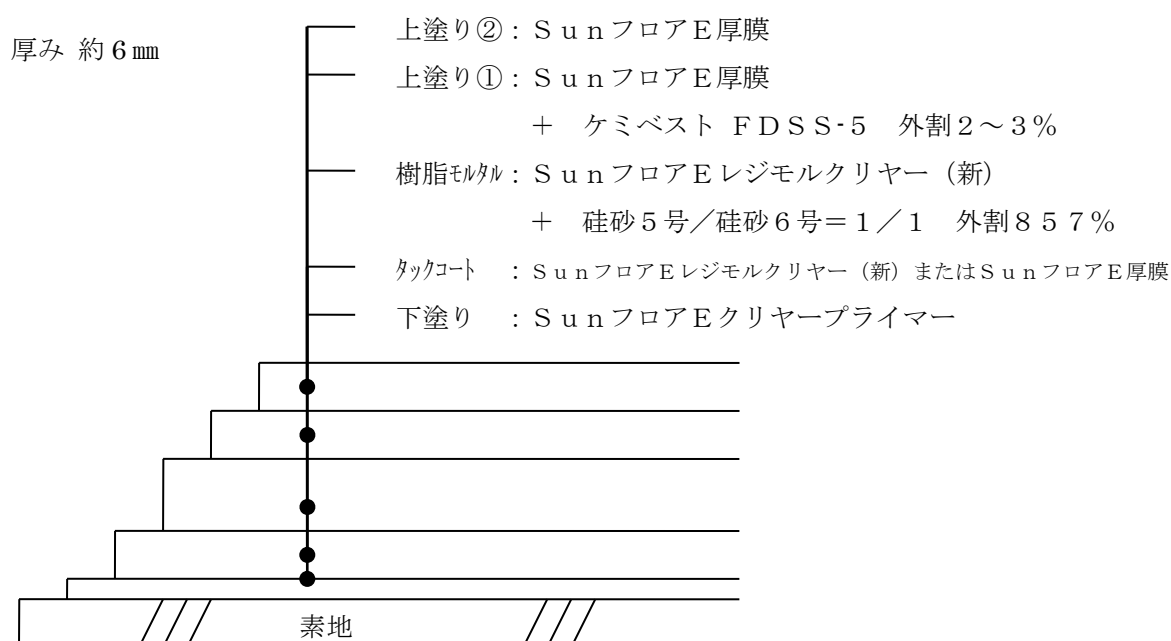 厚み 約6㎜
上塗り②:SunフロアE厚膜
上塗り①:SunフロアE厚膜
+ ケミベスト FDSS-5 外割2～3%
樹脂ﾓﾙﾀﾙ:SunフロアEレジモルクリヤー(新)
+ 硅砂5号/硅砂6号=1/1 外割857%
ﾀｯｸｺｰﾄ :SunフロアEレジモルクリヤー(新)またはSunフロアE厚膜
下塗り :SunフロアEクリヤープライマー
素地